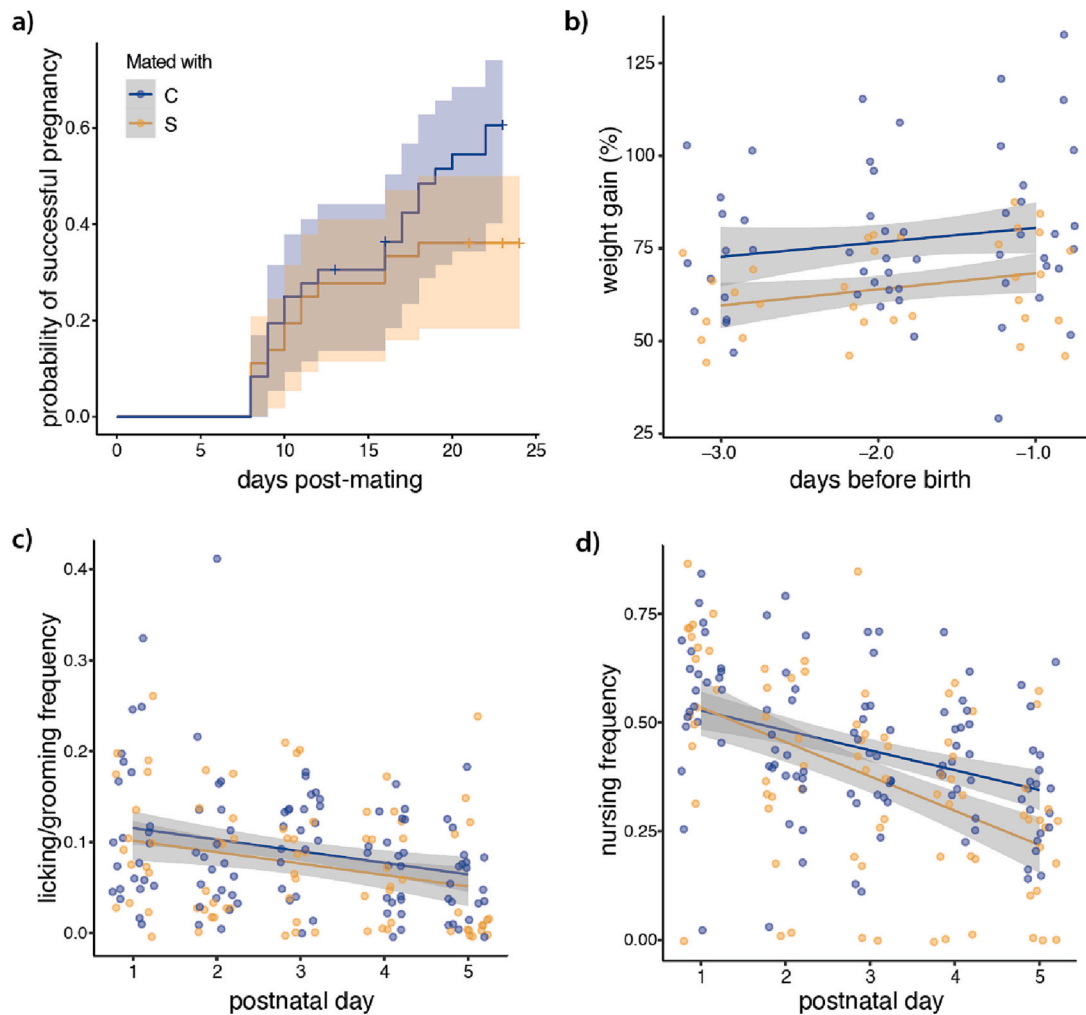 a)
probability of successful pregnancy
0.6
0.4
0.2
0.0
Mated with
C
S
0 5 10 15 20 25
days post-mating
b)
weight gain (%)
125
100
75
50
25
−3.0 −2.0 −1.0
days before birth
c)
licking/grooming frequency
0.4
0.3
0.2
0.1
0.0
1 2 3 4 5
postnatal day
d)
nursing frequency
0.75
0.50
0.25
0.00
1 2 3 4 5
postnatal day